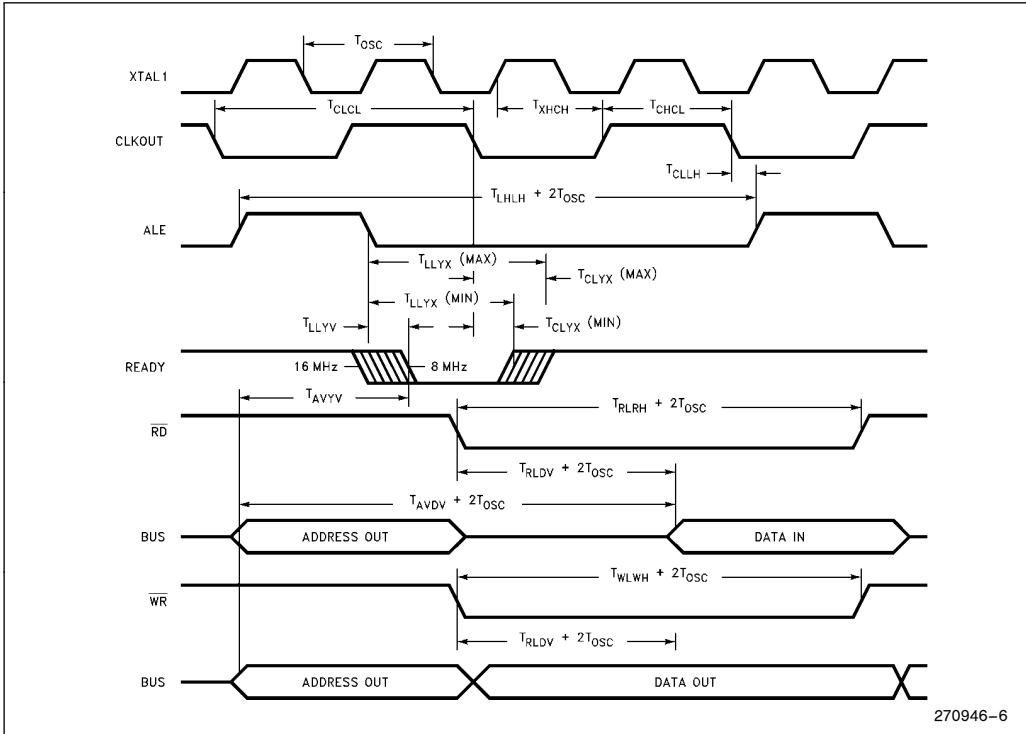 T_OSC
XTAL1
T_CLCL
T_XHCH
T_CHCL
CLKOUT
T_CLLH
T_LHLH + 2T_OSC
ALE
T_LLYX (MAX)
T_CLYX (MAX)
T_LLYX (MIN)
T_LLYV
T_CLYX (MIN)
READY
16 MHz
8 MHz
T_AVYV
T_RLRH + 2T_OSC
RD
T_RLDV + 2T_OSC
T_AVDV + 2T_OSC
BUS
ADDRESS OUT
DATA IN
T_WLWH + 2T_OSC
WR
T_RLDV + 2T_OSC
BUS
ADDRESS OUT
DATA OUT
270946–6